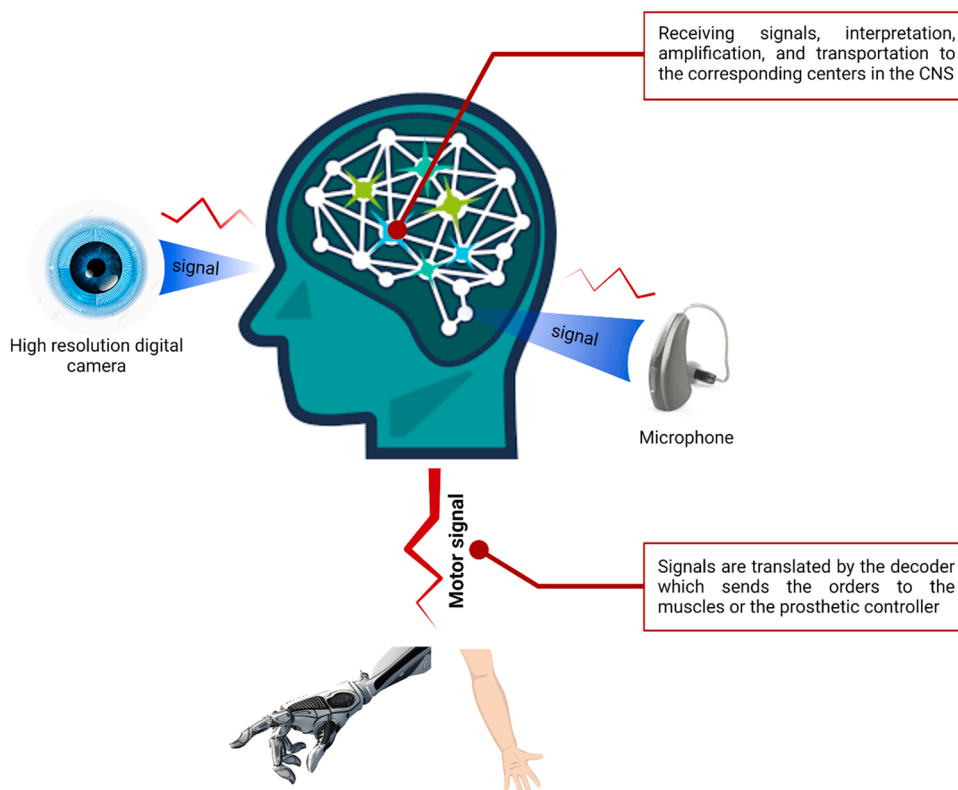 Receiving signals, interpretation,
amplification, and transportation to
the corresponding centers in the CNS
signal
High resolution digital
camera
signal
Microphone
Motor signal
Signals are translated by the decoder
which sends the orders to the
muscles or the prosthetic controller